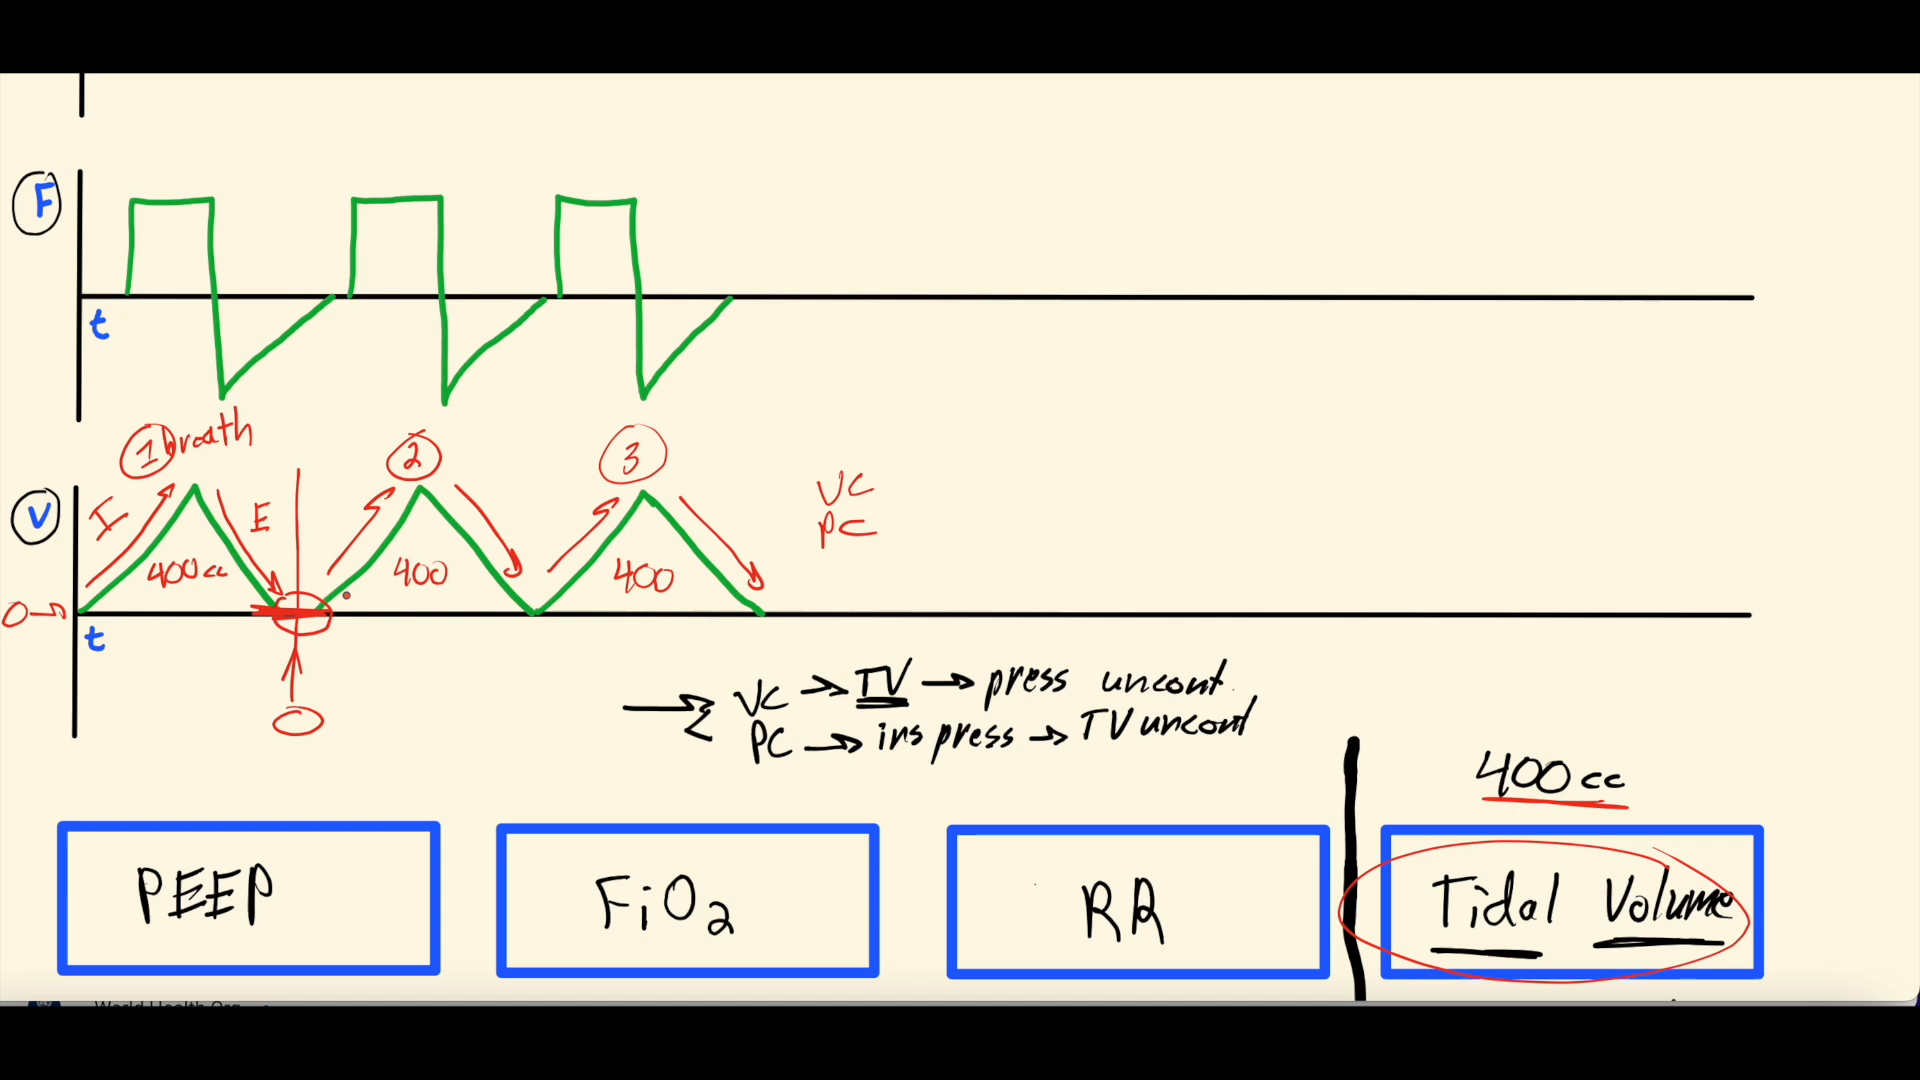 F
t
1 breath
2
3
V
I
E
400cc
400
400
VC
PC
0
t
0
VC → TV → press uncont.
PC → ins press → TV uncont
400cc
PEEP
FiO2
RR
Tidal Volume